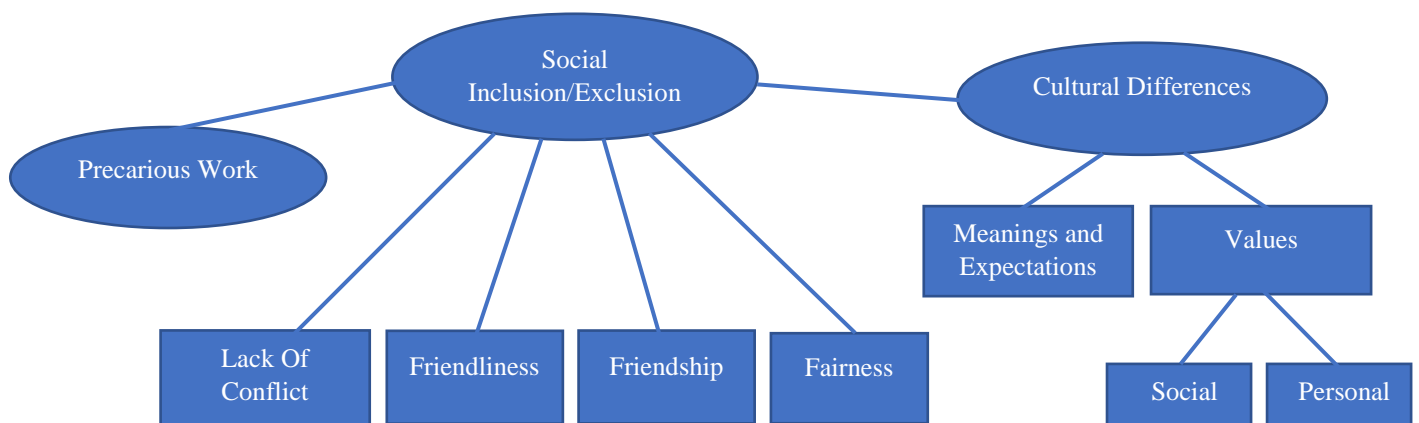 Social
Inclusion/Exclusion
Cultural Differences
Precarious Work
Meanings and
Expectations
Values
Lack Of
Conflict
Friendliness
Friendship
Fairness
Social
Personal